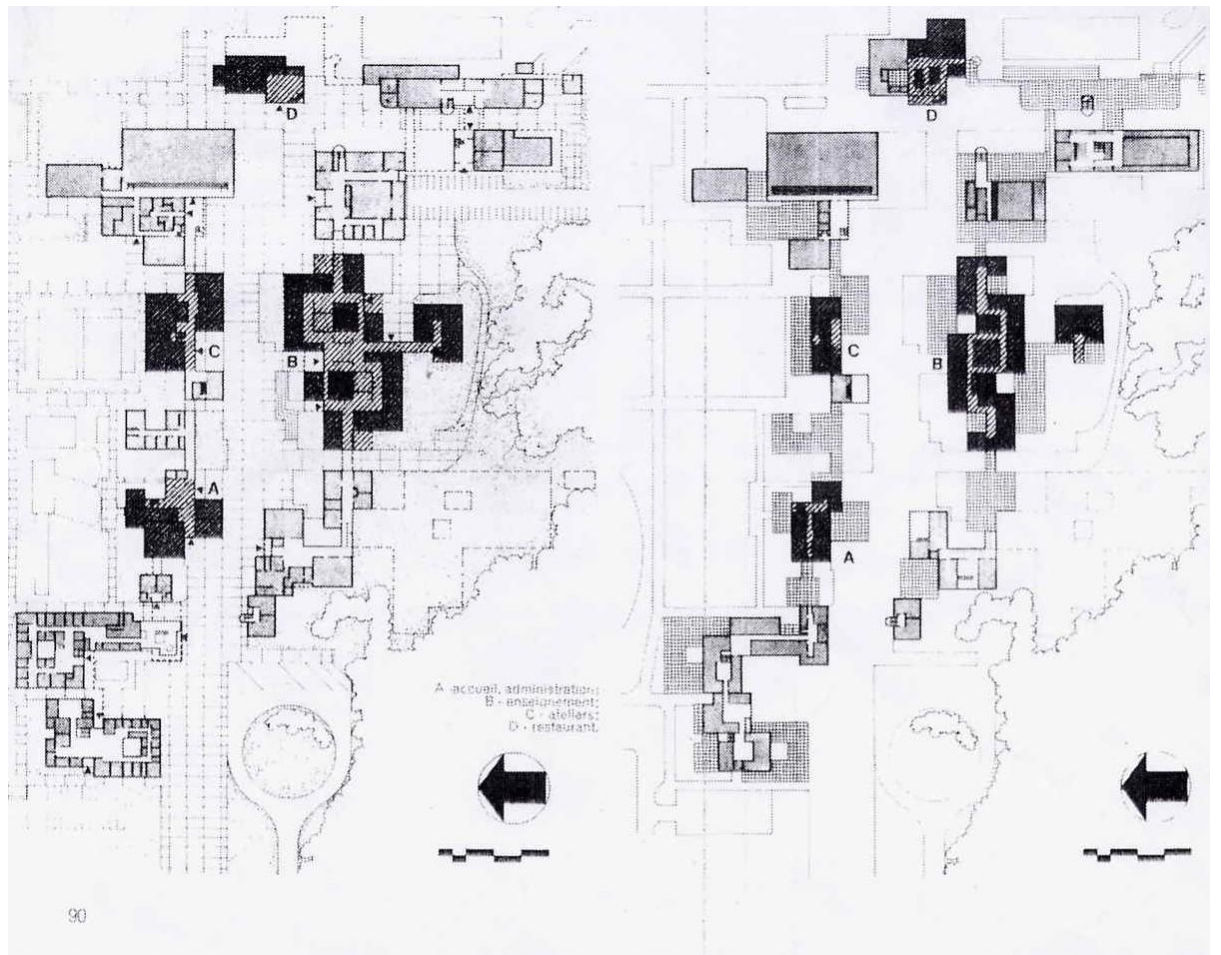 D
C
B
A
A - accueil, administration;
B - enseignement;
C - ateliers;
D - restaurant.
D
C
B
A
90